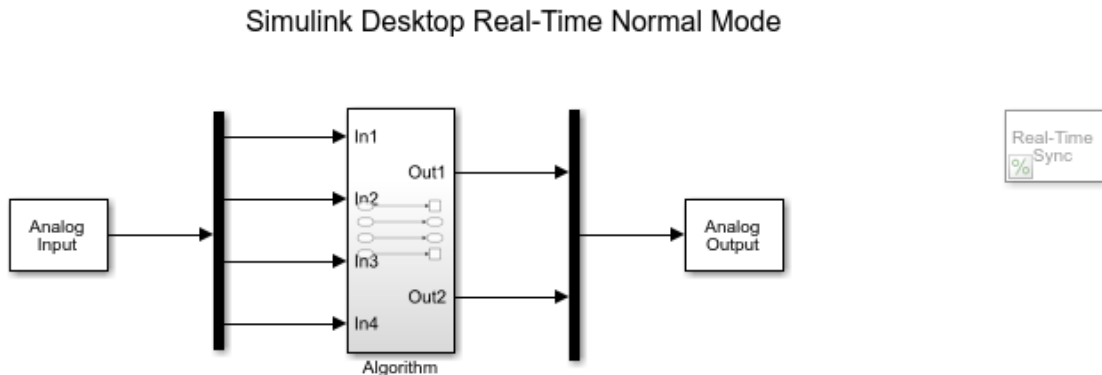 Simulink Desktop Real-Time Normal Mode
Analog
Input
In1
In2
In3
In4
Out1
Out2
Algorithm
Analog
Output
Real-Time
Sync
%